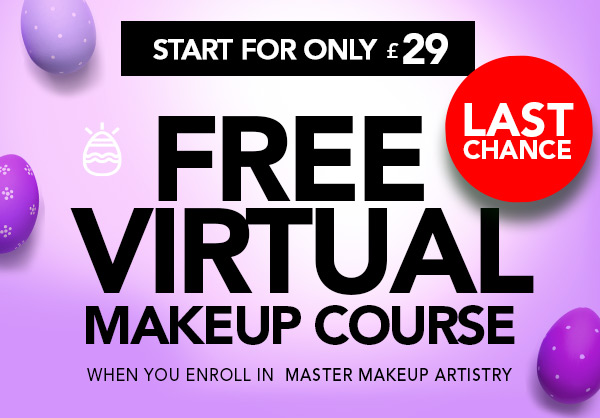 START FOR ONLY £29
LAST
CHANCE
FREE
VIRTUAL
MAKEUP COURSE
WHEN YOU ENROLL IN MASTER MAKEUP ARTISTRY